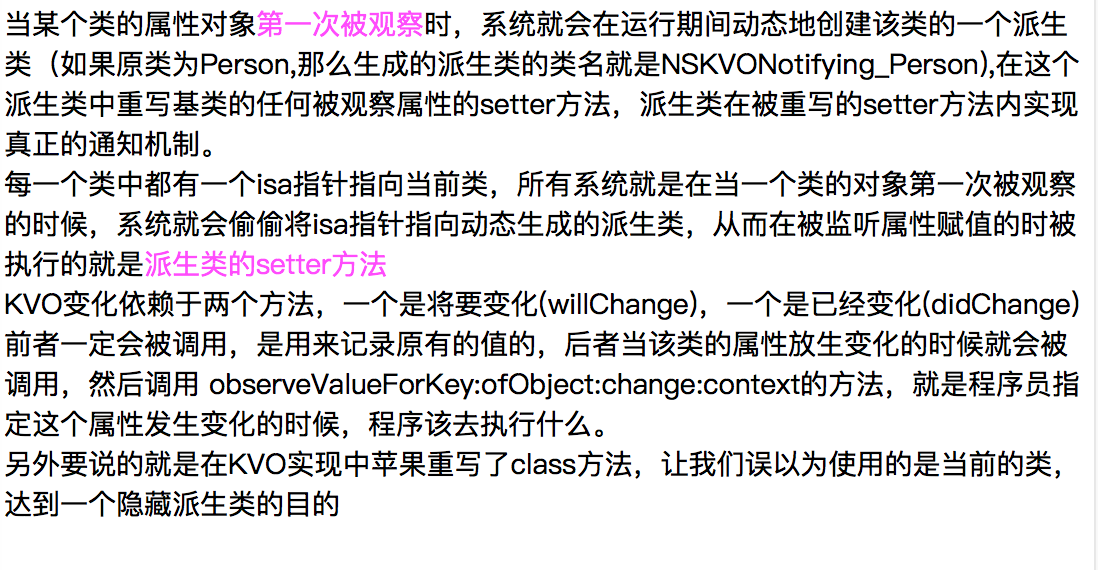 当某个类的属性对象第一次被观察时，系统就会在运行期间动态地创建该类的一个派生
类（如果原类为Person,那么生成的派生类的类名就是NSKVONotifying_Person),在这个
派生类中重写基类的任何被观察属性的setter方法，派生类在被重写的setter方法内实现
真正的通知机制。
每一个类中都有一个isa指针指向当前类，所有系统就是在当一个类的对象第一次被观察
的时候，系统就会偷偷将isa指针指向动态生成的派生类，从而在被监听属性赋值的时被
执行的就是派生类的setter方法
KVO变化依赖于两个方法，一个是将要变化(willChange)，一个是已经变化(didChange)
前者一定会被调用，是用来记录原有的值的，后者当该类的属性放生变化的时候就会被
调用，然后调用 observeValueForKey:ofObject:change:context的方法，就是程序员指
定这个属性发生变化的时候，程序该去执行什么。
另外要说的就是在KVO实现中苹果重写了class方法，让我们误以为使用的是当前的类，
达到一个隐藏派生类的目的